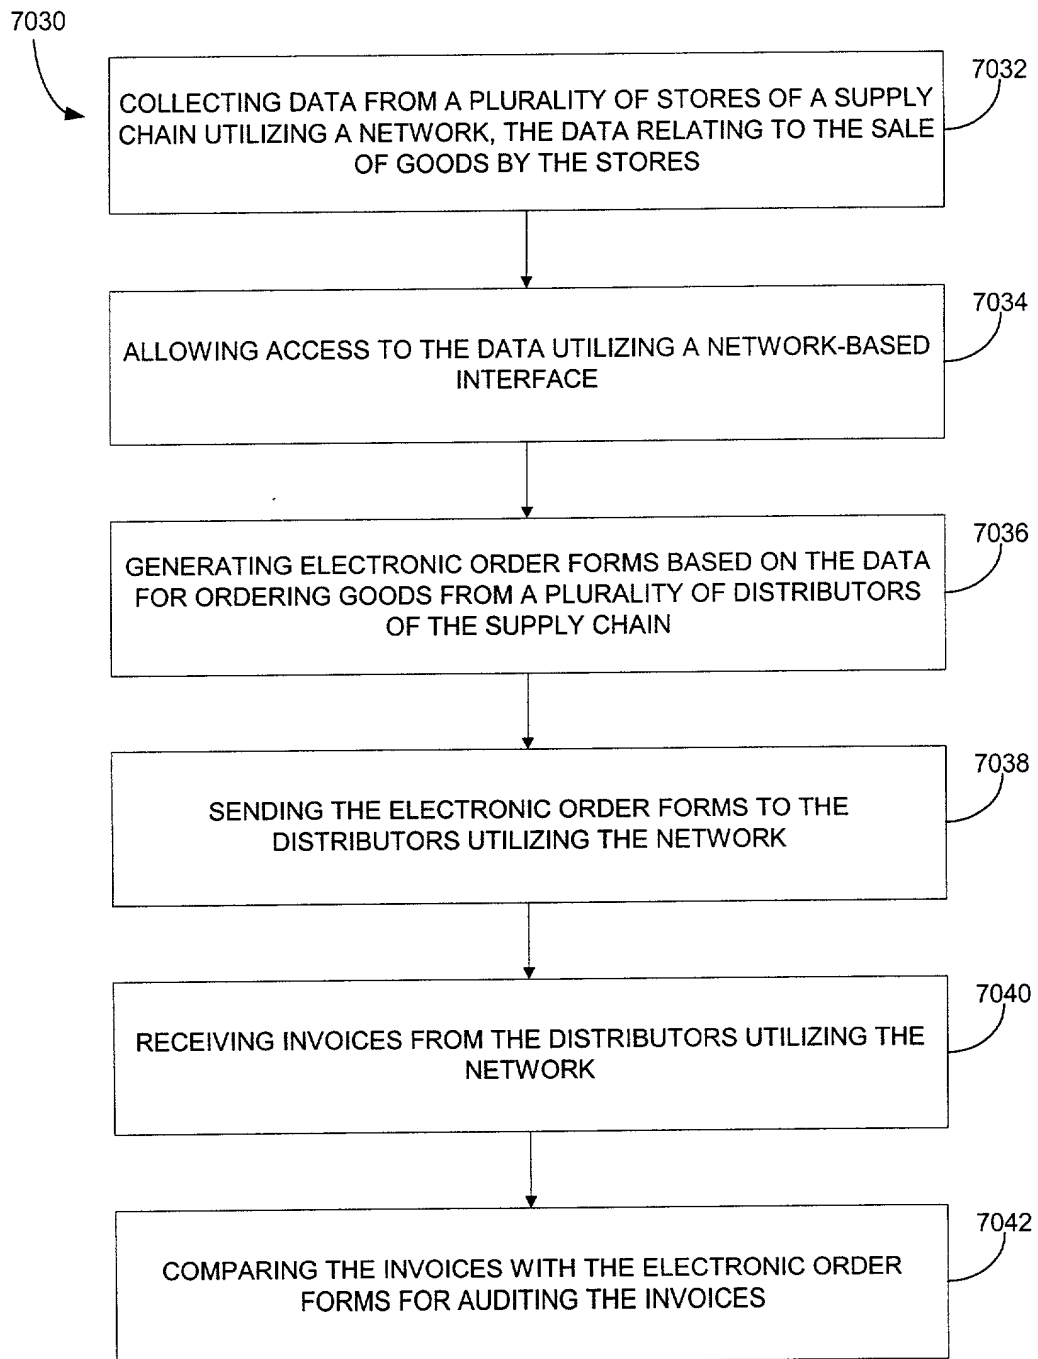 7030
7032
COLLECTING DATA FROM A PLURALITY OF STORES OF A SUPPLY
CHAIN UTILIZING A NETWORK, THE DATA RELATING TO THE SALE
OF GOODS BY THE STORES
7034
ALLOWING ACCESS TO THE DATA UTILIZING A NETWORK-BASED
INTERFACE
7036
GENERATING ELECTRONIC ORDER FORMS BASED ON THE DATA
FOR ORDERING GOODS FROM A PLURALITY OF DISTRIBUTORS
OF THE SUPPLY CHAIN
7038
SENDING THE ELECTRONIC ORDER FORMS TO THE
DISTRIBUTORS UTILIZING THE NETWORK
7040
RECEIVING INVOICES FROM THE DISTRIBUTORS UTILIZING THE
NETWORK
7042
COMPARING THE INVOICES WITH THE ELECTRONIC ORDER
FORMS FOR AUDITING THE INVOICES